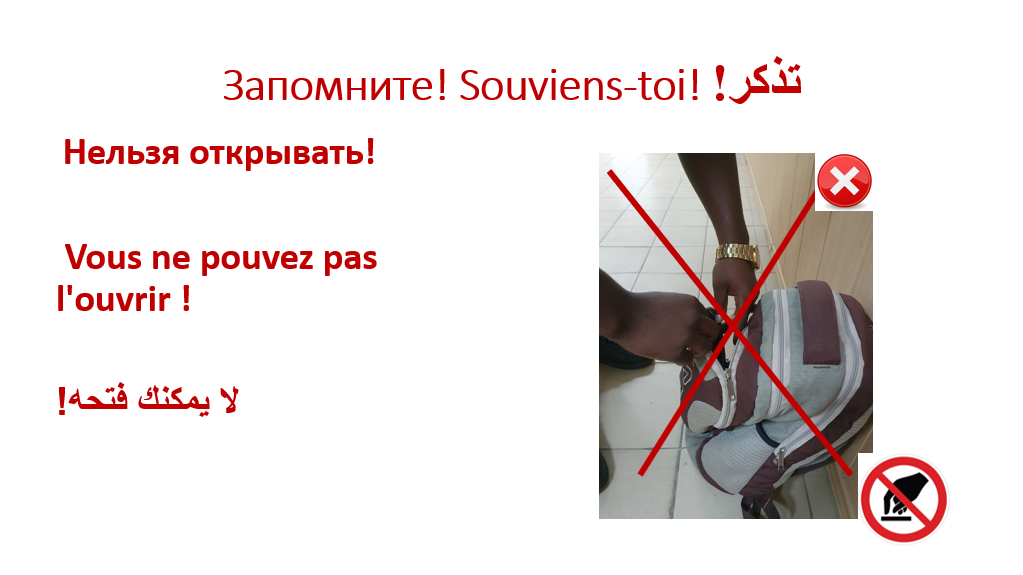 Запомните! Souviens-toi! تذكر!
Нельзя открывать!
Vous ne pouvez pas
l'ouvrir !
لا يمكنك فتحه!